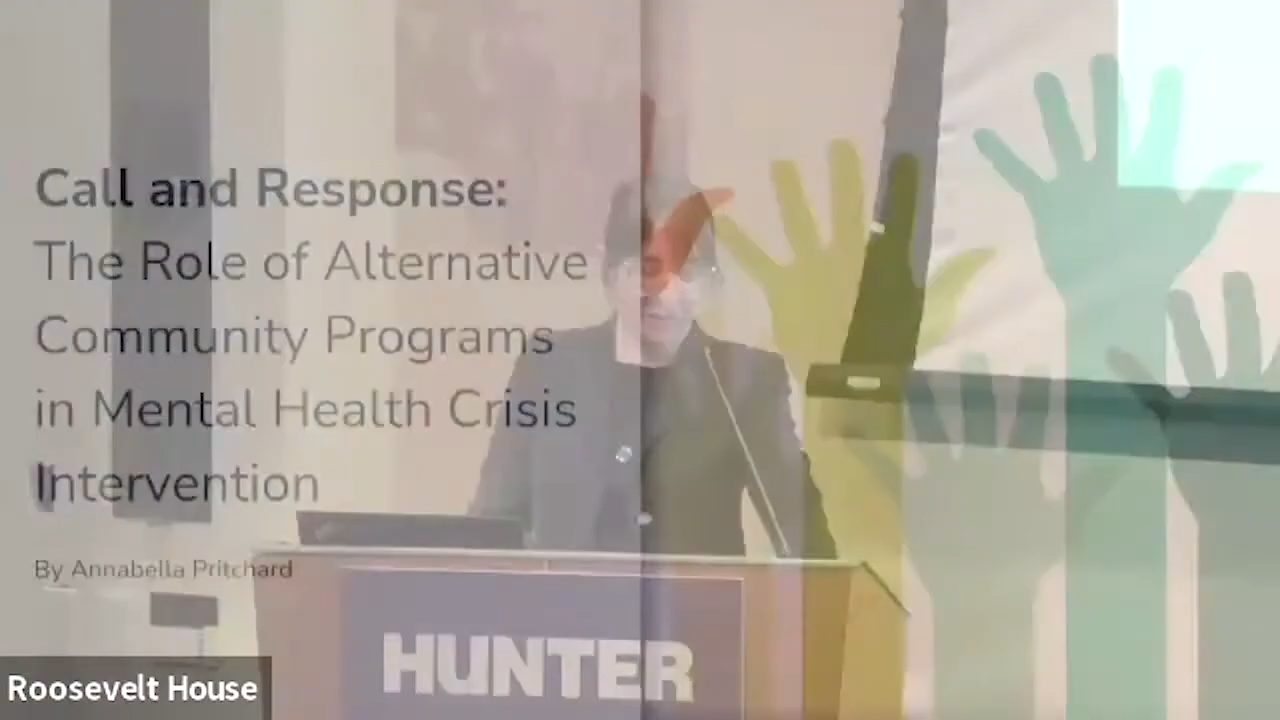 Call and Response:
The Role of Alternative
Community Programs
in Mental Health Crisis
Intervention
By Annabella Pritchard
HUNTER
Roosevelt House